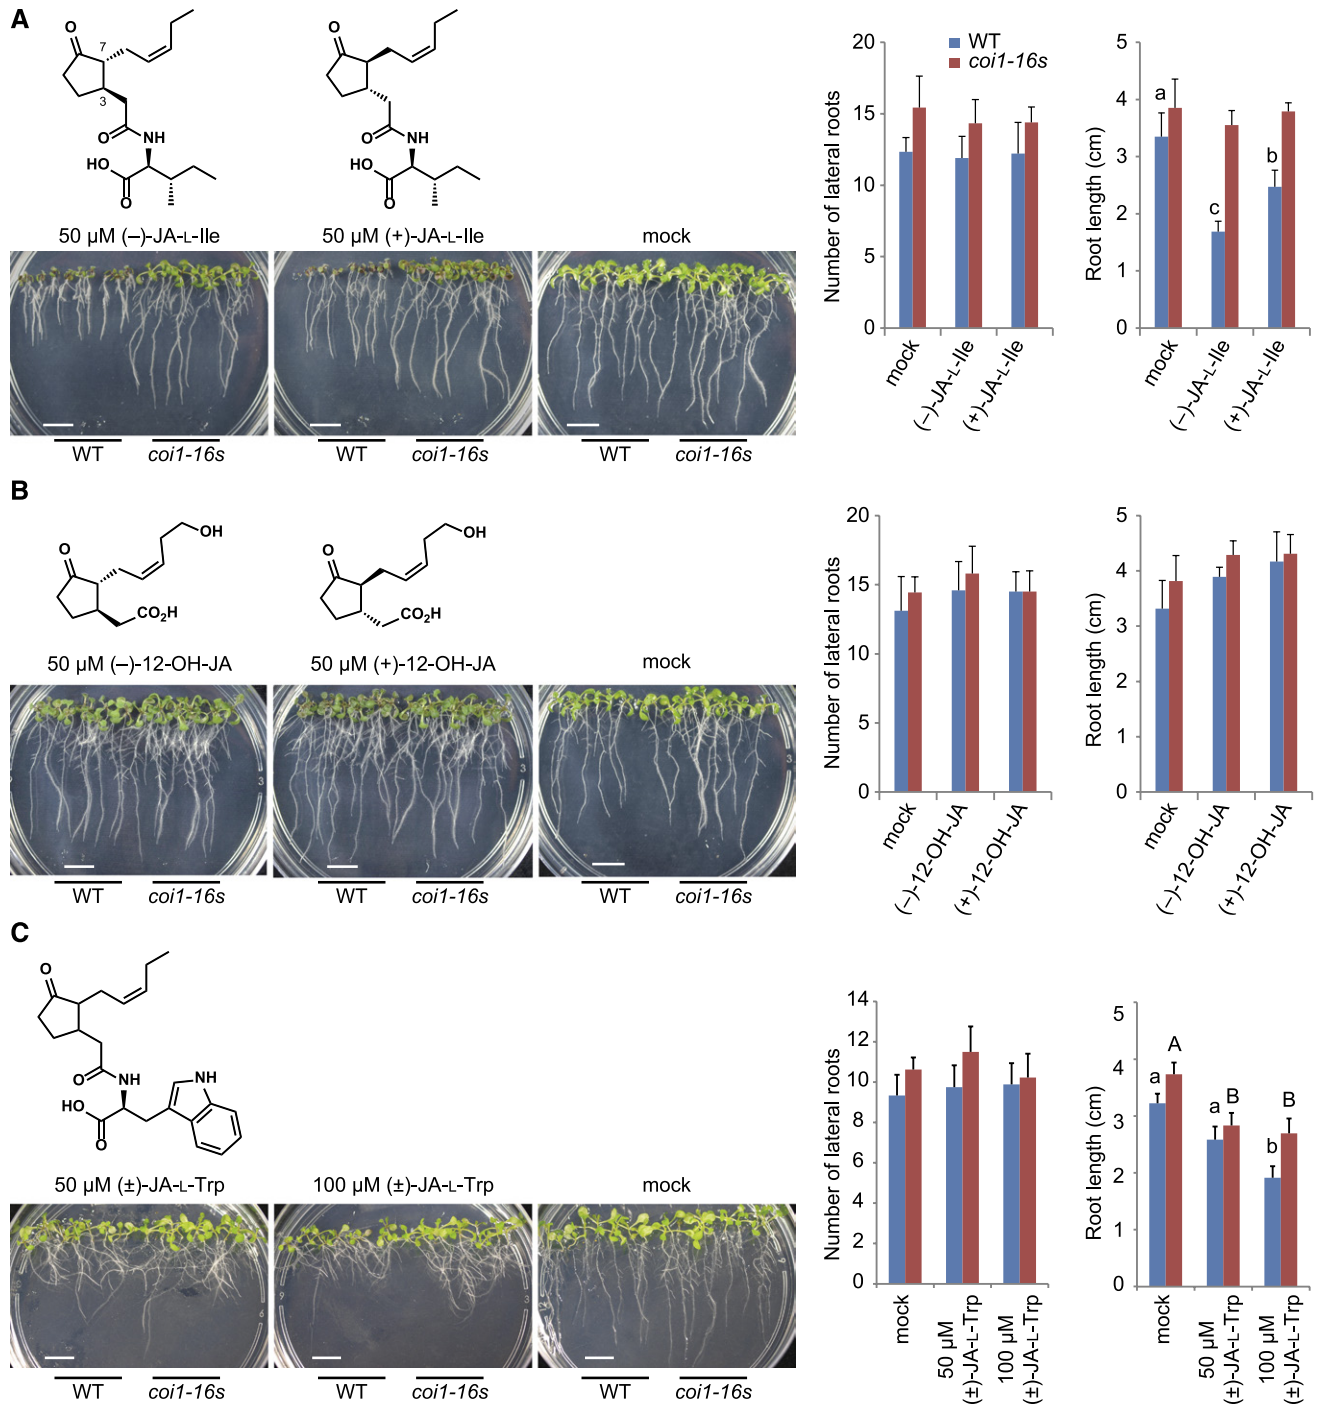 A
O
7
3
O
NH
HO
O
50 µM (–)-JA-L-Ile
O
O
NH
HO
O
50 µM (+)-JA-L-Ile
mock
WT
coi1-16s
WT
coi1-16s
WT
coi1-16s
Number of lateral roots
20
15
10
5
0
mock
(–)-JA-L-Ile
(+)-JA-L-Ile
WT
coi1-16s
Root length (cm)
5
4
3
2
1
0
a
c
b
mock
(–)-JA-L-Ile
(+)-JA-L-Ile
B
O
OH
CO2H
50 µM (–)-12-OH-JA
O
OH
CO2H
50 µM (+)-12-OH-JA
mock
3
3
3
WT
coi1-16s
WT
coi1-16s
WT
coi1-16s
Number of lateral roots
20
15
10
5
0
mock
(–)-12-OH-JA
(+)-12-OH-JA
Root length (cm)
5
4
3
2
1
0
mock
(–)-12-OH-JA
(+)-12-OH-JA
C
O
O
NH
HO
O
NH
50 µM (±)-JA-L-Trp
100 µM (±)-JA-L-Trp
mock
6
9
3
WT
coi1-16s
WT
coi1-16s
WT
coi1-16s
Number of lateral roots
14
12
10
8
6
4
2
0
mock
50 µM
(±)-JA-L-Trp
100 µM
(±)-JA-L-Trp
Root length (cm)
5
4
3
2
1
0
a
A
a
B
b
B
mock
50 µM
(±)-JA-L-Trp
100 µM
(±)-JA-L-Trp